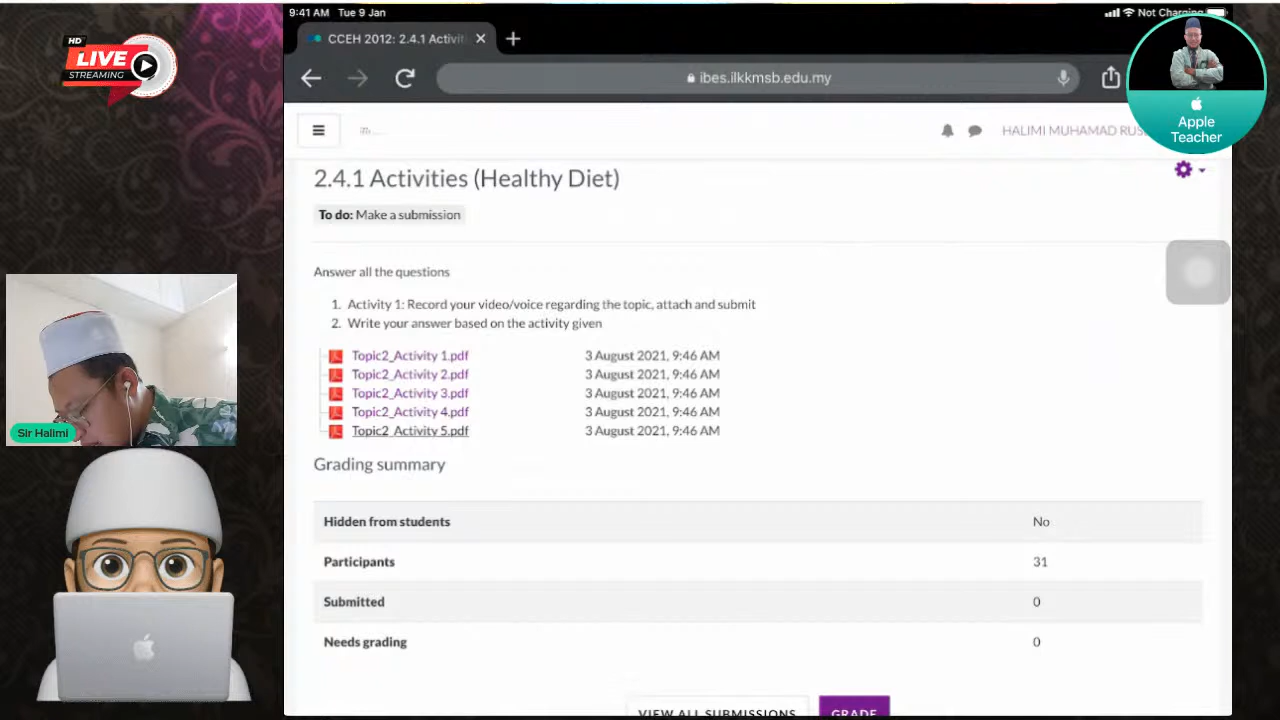 9:41 AM Tue 9 Jan
Not Charging
CCEH 2012: 2.4.1 Activiti
HD
LIVE
STREAMING
ibes.ilkkmsb.edu.my
Apple
Teacher
HALIMI MUHAMAD RUS
2.4.1 Activities (Healthy Diet)
To do: Make a submission
Answer all the questions
1. Activity 1: Record your video/voice regarding the topic, attach and submit
2. Write your answer based on the activity given
Topic2_Activity 1.pdf 3 August 2021, 9:46 AM
Topic2_Activity 2.pdf 3 August 2021, 9:46 AM
Topic2_Activity 3.pdf 3 August 2021, 9:46 AM
Topic2_Activity 4.pdf 3 August 2021, 9:46 AM
Topic2_Activity 5.pdf 3 August 2021, 9:46 AM
Sir Halimi
Grading summary
Hidden from students No
Participants 31
Submitted 0
Needs grading 0
VIEW ALL SUBMISSIONS GRADE